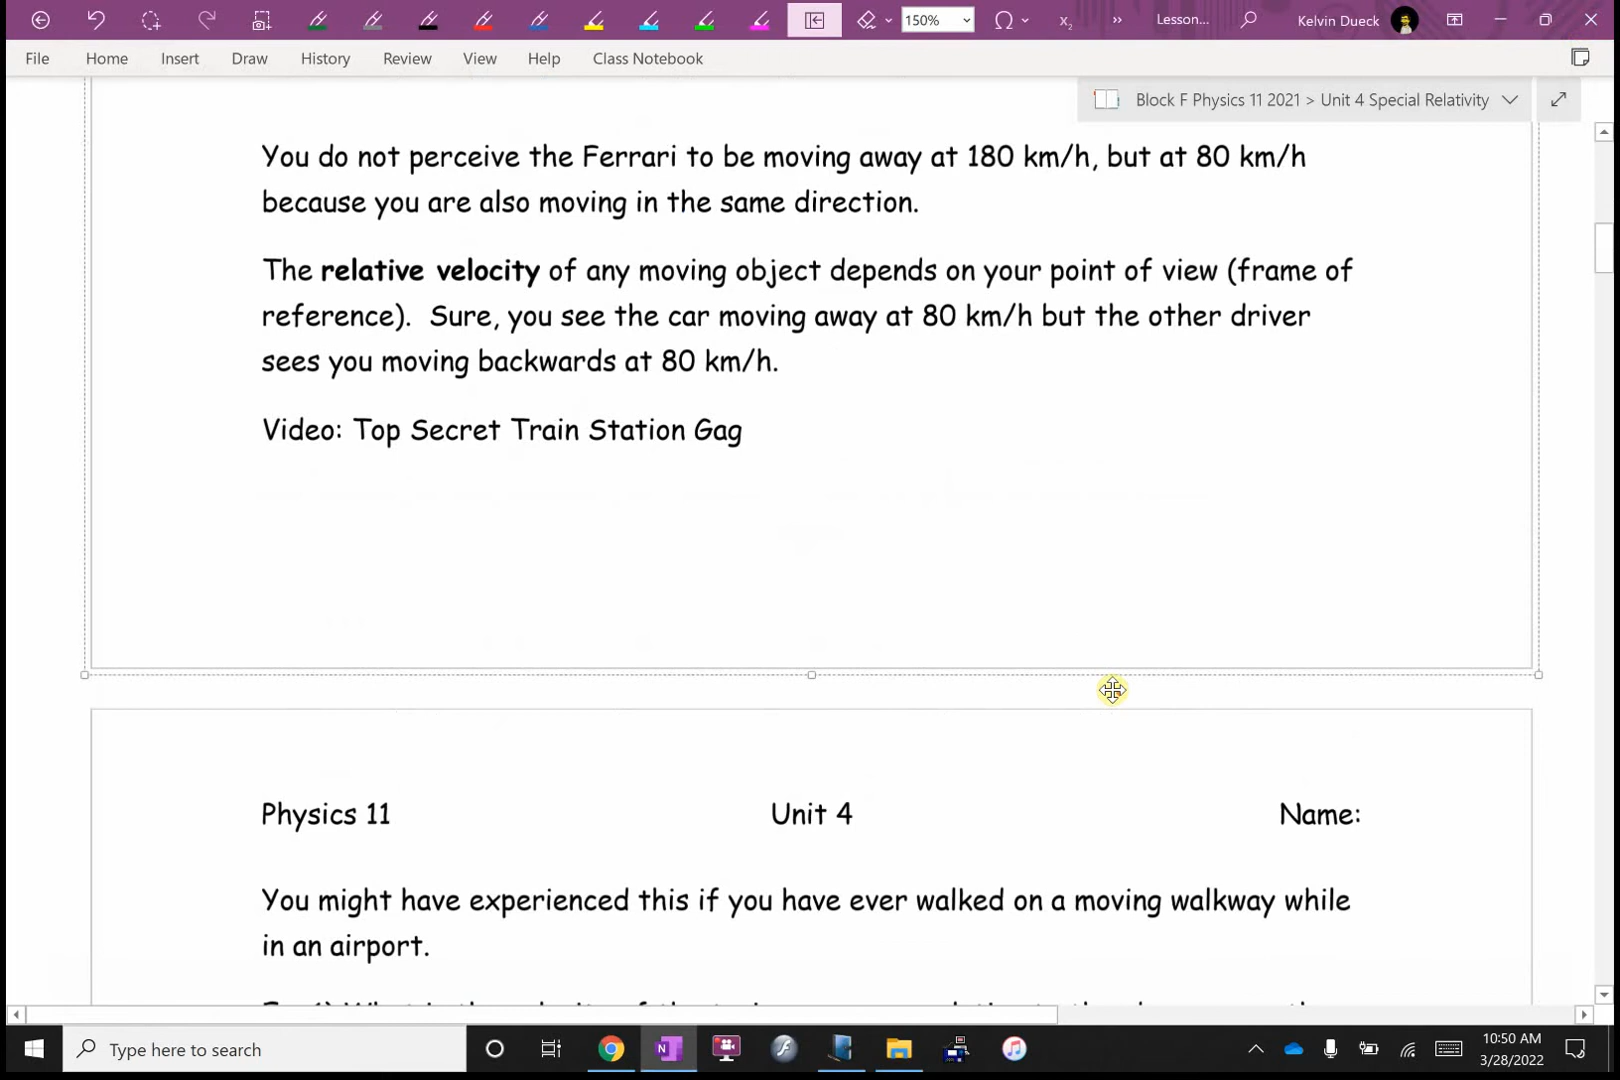 150%
Ω
x₂
Lesson...
Kelvin Dueck
File
Home
Insert
Draw
History
Review
View
Help
Class Notebook
Block F Physics 11 2021 > Unit 4 Special Relativity
You do not perceive the Ferrari to be moving away at 180 km/h, but at 80 km/h
because you are also moving in the same direction.
The relative velocity of any moving object depends on your point of view (frame of
reference). Sure, you see the car moving away at 80 km/h but the other driver
sees you moving backwards at 80 km/h.
Video: Top Secret Train Station Gag
Physics 11
Unit 4
Name:
You might have experienced this if you have ever walked on a moving walkway while
in an airport.
Type here to search
10:50 AM
3/28/2022